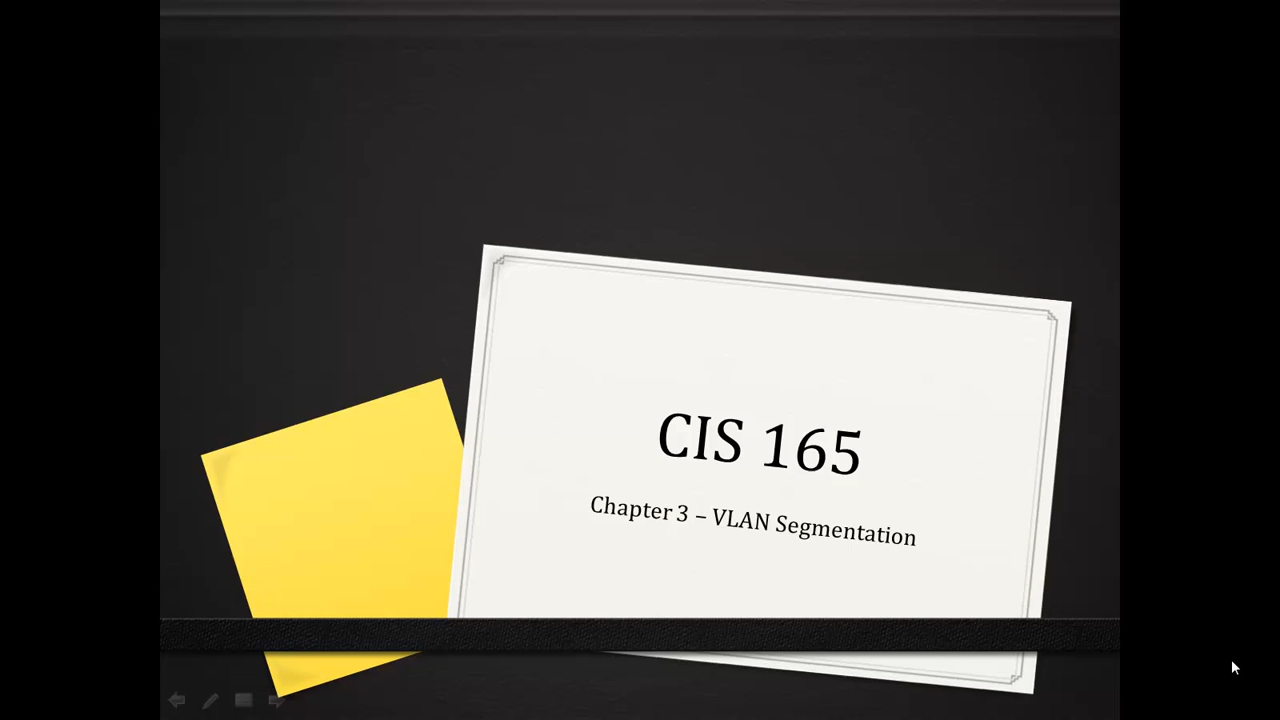 CIS 165
Chapter 3 – VLAN Segmentation